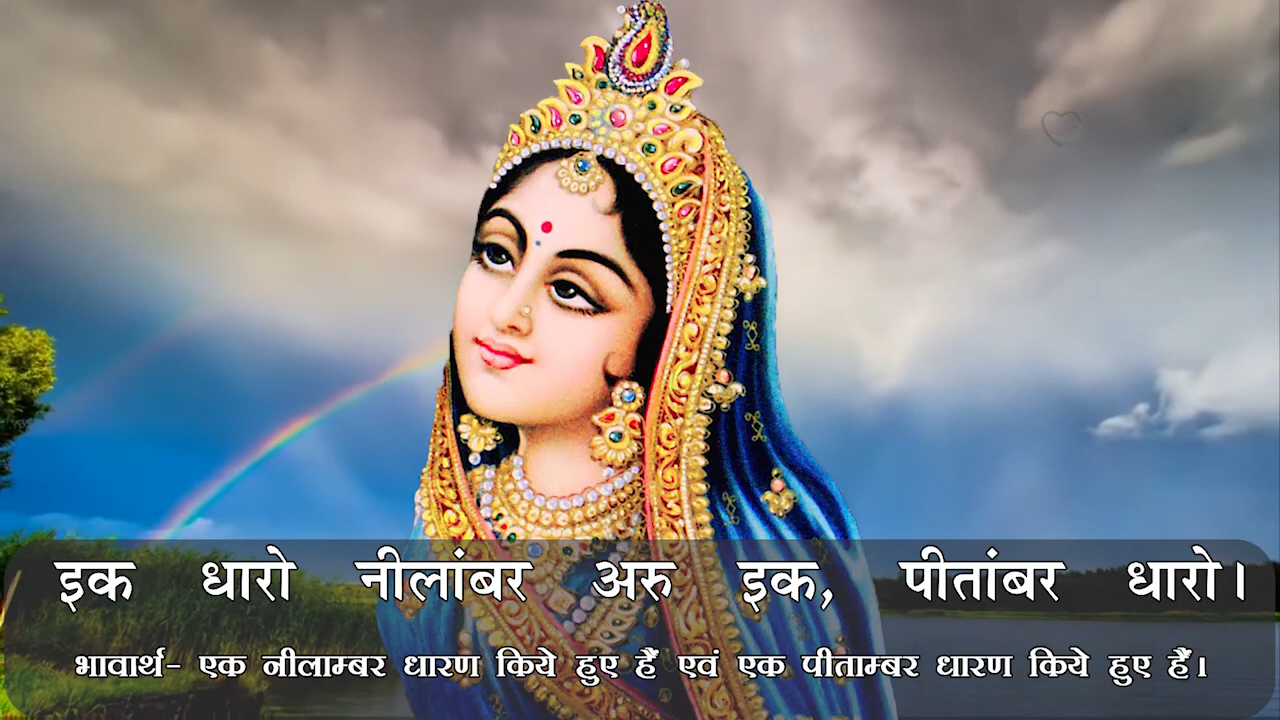 इक धारो नीलांबर अरु इक, पीतांबर धारो।
भावार्थ- एक नीलाम्बर धारण किये हुए हैं एवं एक पीताम्बर धारण किये हुए हैं।